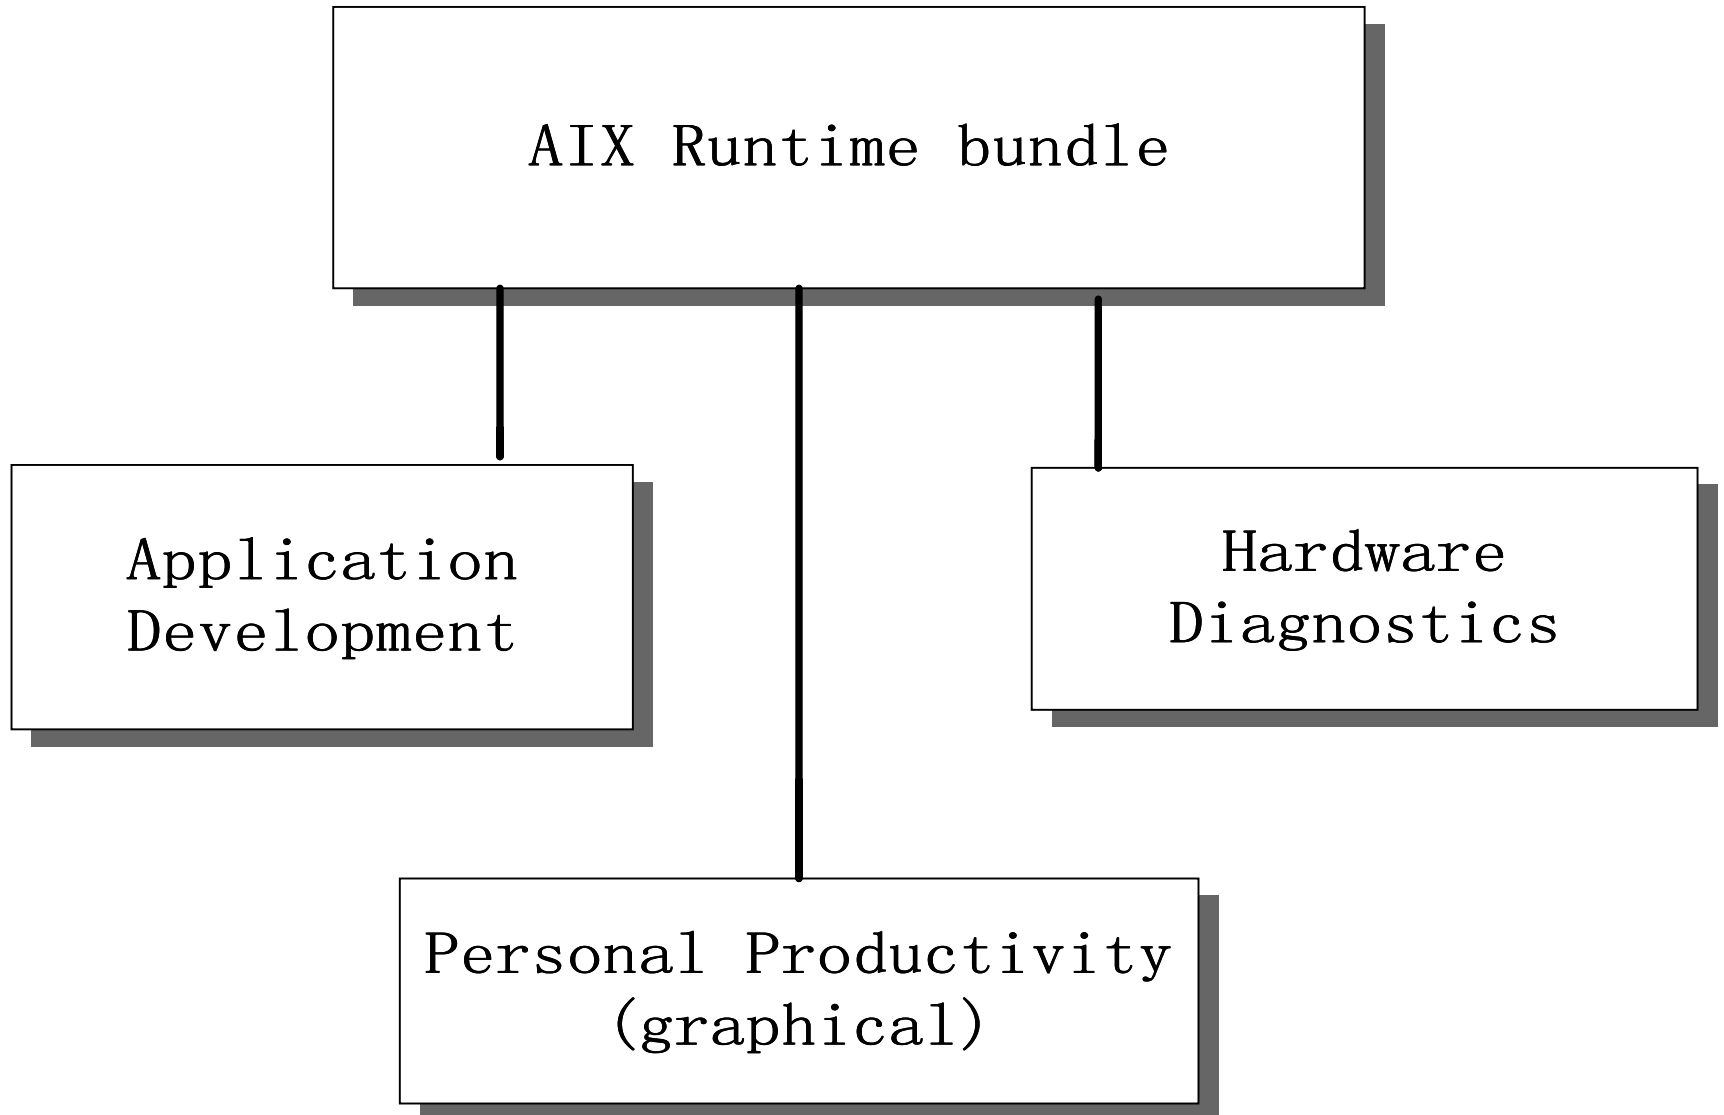 AIX Runtime bundle
Application
Development
Hardware
Diagnostics
Personal Productivity
(graphical)